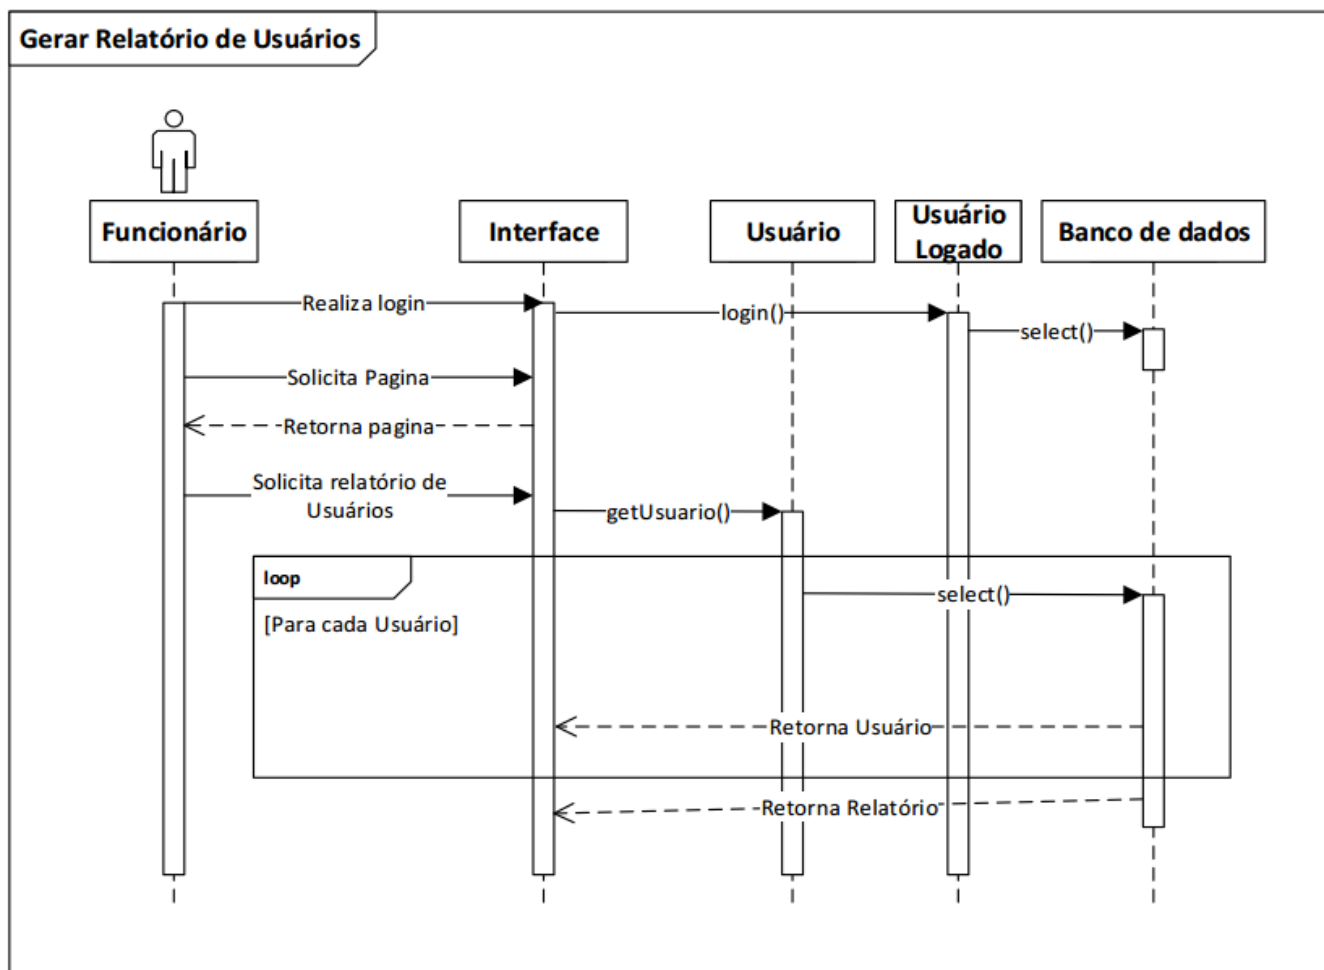 Gerar Relatório de Usuários
Funcionário
Interface
Usuário
Usuário
Logado
Banco de dados
Realiza login
login()
select()
Solicita Pagina
Retorna pagina
Solicita relatório de
Usuários
getUsuario()
loop
select()
[Para cada Usuário]
Retorna Usuário
Retorna Relatório